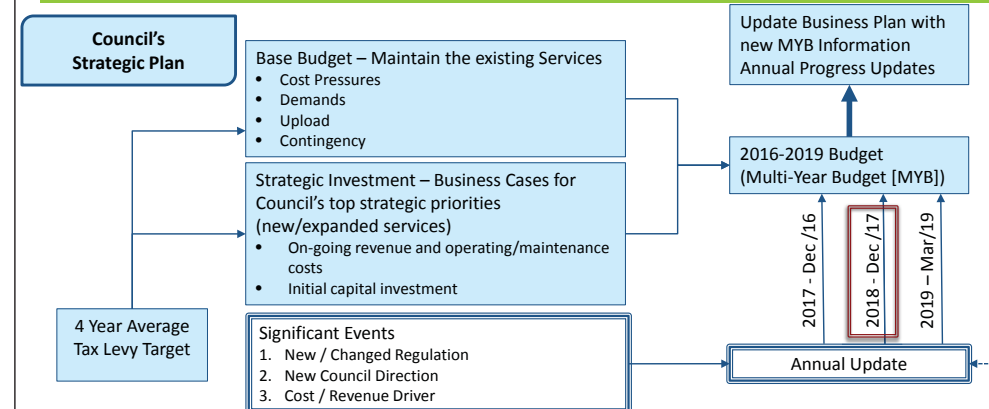 Council's
Strategic Plan
Base Budget – Maintain the existing Services
• Cost Pressures
• Demands
• Upload
• Contingency
Strategic Investment – Business Cases for
Council's top strategic priorities
(new/expanded services)
• On-going revenue and operating/maintenance
costs
• Initial capital investment
4 Year Average
Tax Levy Target
Significant Events
1. New / Changed Regulation
2. New Council Direction
3. Cost / Revenue Driver
Update Business Plan with
new MYB Information
Annual Progress Updates
2016-2019 Budget
(Multi-Year Budget [MYB])
2017 - Dec /16
2018 - Dec /17
2019 – Mar/19
Annual Update